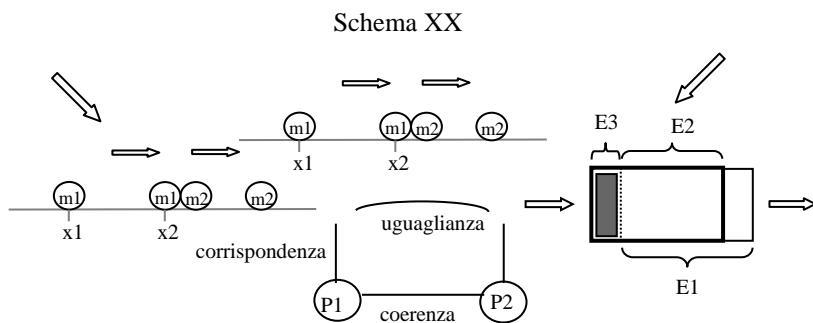 Schema XX
m1 m1 m2 m2
x1 x2
E3 E2
m1 m1 m2 m2
x1 x2
uguaglianza
corrispondenza
P1 P2
coerenza
E1